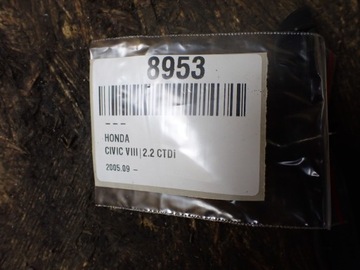 8953
– – –
HONDA
CIVIC VIII | 2.2 CTDi
2005.09 –